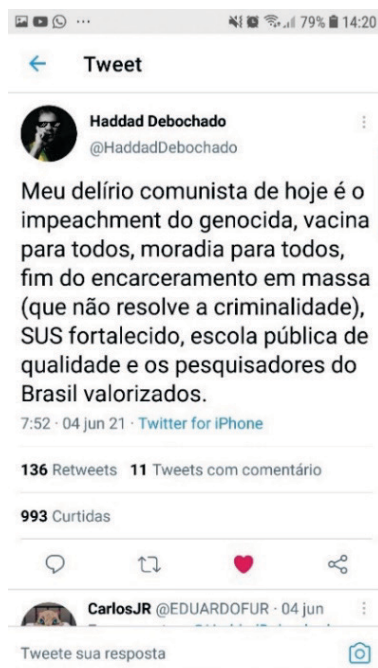 79% 14:20
Tweet
Haddad Debochado
@HaddadDebochado
Meu delírio comunista de hoje é o
impeachment do genocida, vacina
para todos, moradia para todos,
fim do encarceramento em massa
(que não resolve a criminalidade),
SUS fortalecido, escola pública de
qualidade e os pesquisadores do
Brasil valorizados.
7:52 · 04 jun 21 · Twitter for iPhone
136 Retweets 11 Tweets com comentário
993 Curtidas
CarlosJR @EDUARDOFUR · 04 jun
Tweete sua resposta